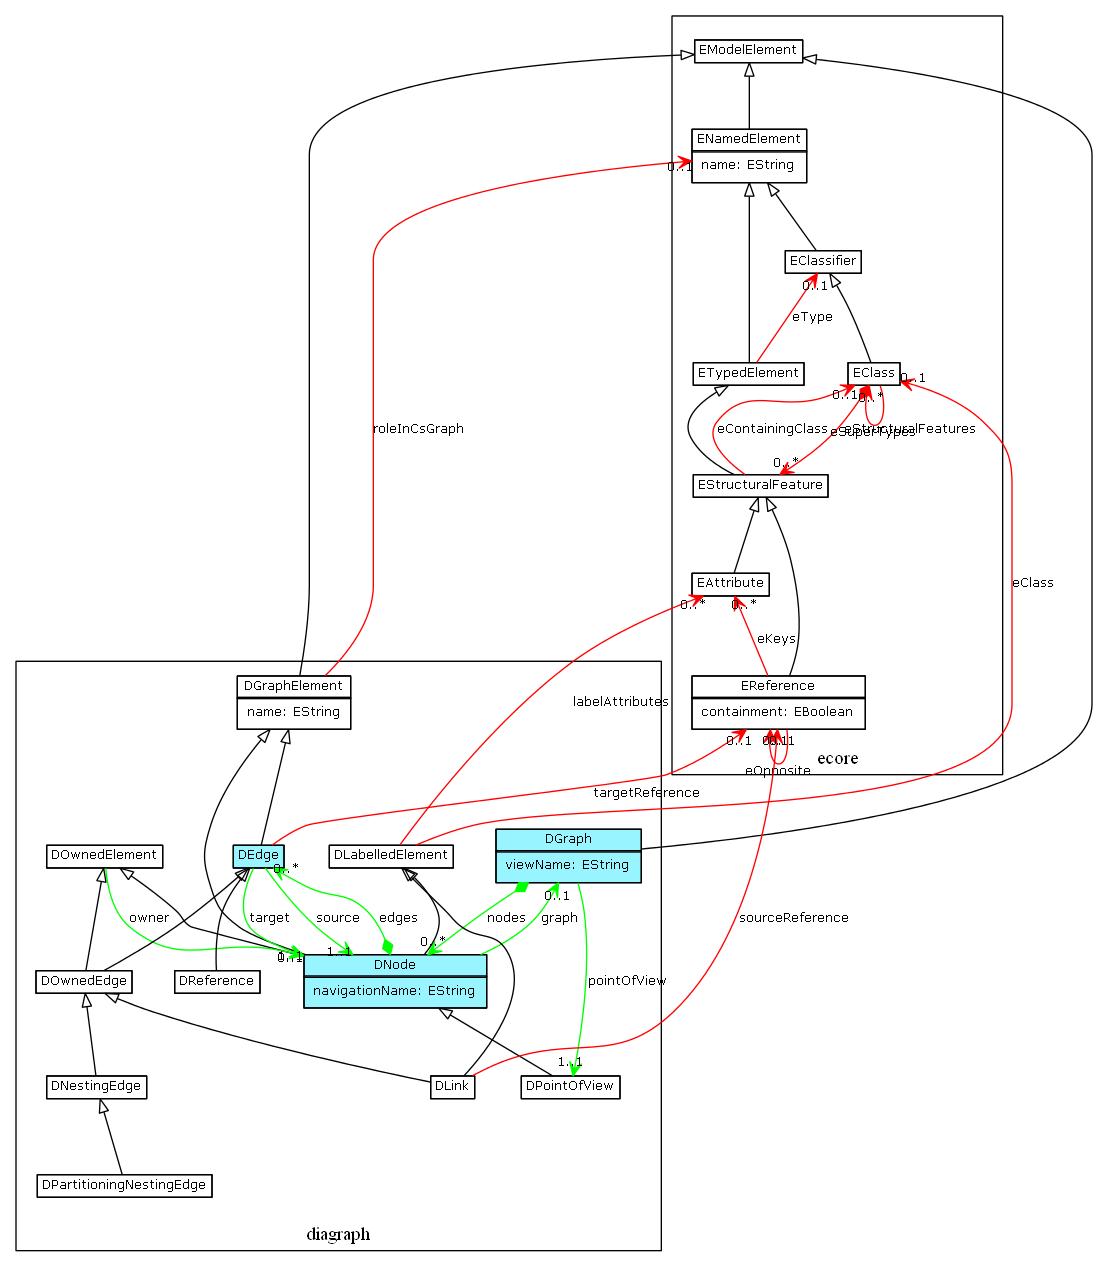 EModelElement
ENamedElement
name: EString
0..1
EClassifier
0..1
eType
ETypedElement
EClass
0..1
0..1
0..*
roleInCsGraph
eContainingClass
eSuperTypes
eStructuralFeatures
0..*
EStructuralFeature
EAttribute
0..*
0..*
eClass
eKeys
DGraphElement
name: EString
EReference
containment: EBoolean
labelAttributes
0..1
0..1
0..1
ecore
eOpposite
targetReference
DOwnedElement
DEdge
0..*
DLabelledElement
DGraph
viewName: EString
0..1
owner
target
source
edges
nodes
graph
sourceReference
0..*
1..1
0..1
1..1
DNode
navigationName: EString
DOwnedEdge
DReference
pointOfView
1..1
DNestingEdge
DLink
DPointOfView
DPartitioningNestingEdge
diagraph